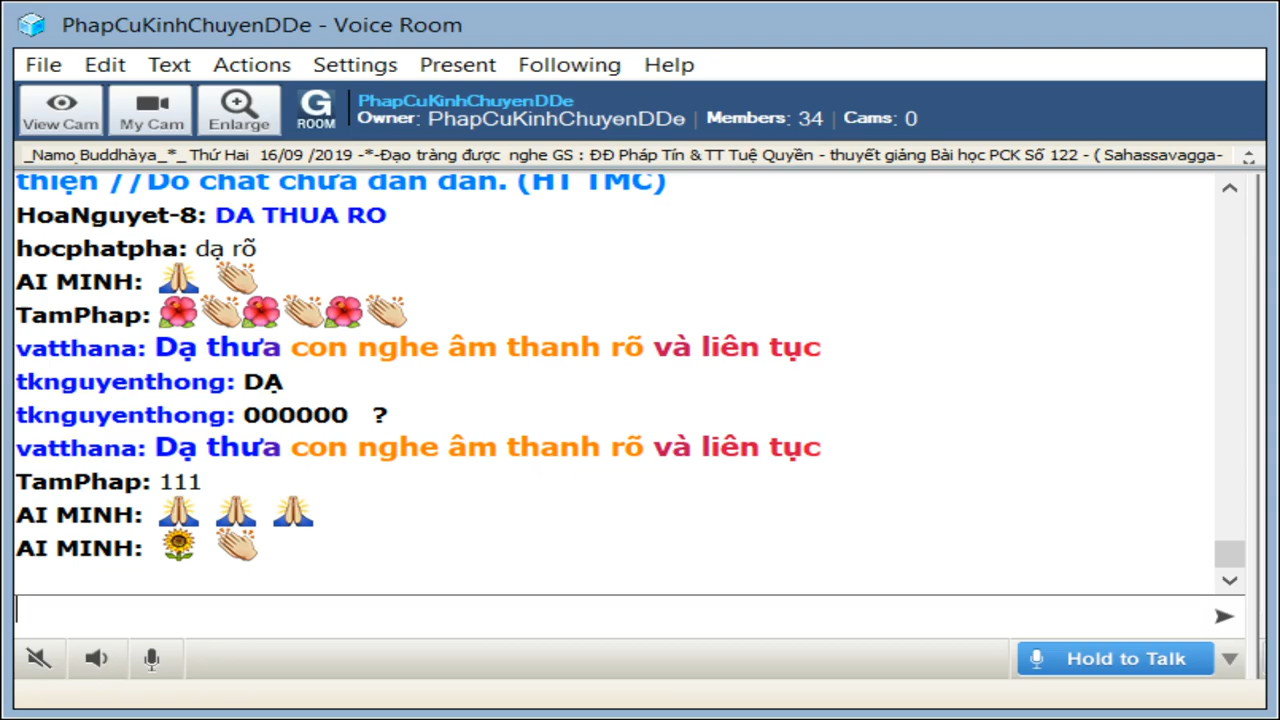 PhapCuKinhChuyenDDe - Voice Room
File Edit Text Actions Settings Present Following Help
View Cam My Cam Enlarge G ROOM
PhapCuKinhChuyenDDe
Owner: PhapCuKinhChuyenDDe | Members: 34 | Cams: 0
_Namo_Buddhàya_*_ Thứ Hai 16/09 /2019 -*-Đạo tràng được nghe GS : ĐĐ Pháp Tín & TT Tuệ Quyền - thuyết giảng Bài học PCK Số 122 - ( Sahassavagga-
thiện //Do chất chứa dần dần. (HT TMC)
HoaNguyet-8: DA THUA RO
hocphatpha: dạ rõ
AI MINH: 🙏 👏
TamPhap: 🌺👏🌺👏🌺👏
vatthana: Dạ thưa con nghe âm thanh rõ và liên tục
tknguyenthong: DẠ
tknguyenthong: 000000 ?
vatthana: Dạ thưa con nghe âm thanh rõ và liên tục
TamPhap: 111
AI MINH: 🙏 🙏 🙏
AI MINH: 🌻 👏
Hold to Talk